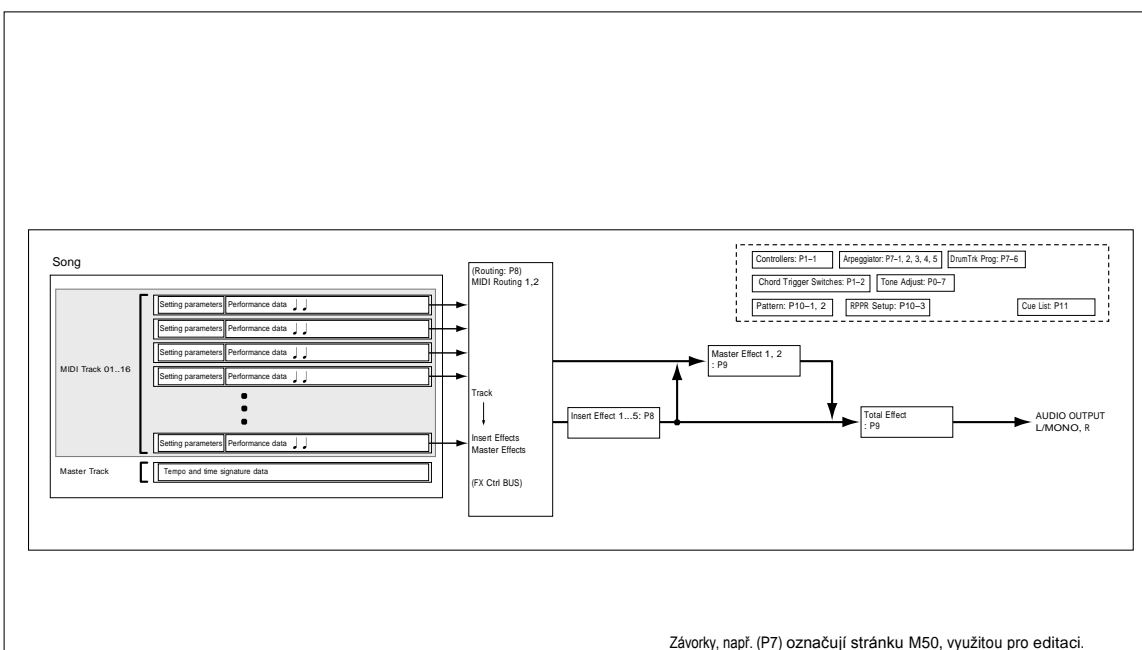 Song
MIDI Track 01..16
Setting parameters Performance data ♩ ♩
Setting parameters Performance data ♩ ♩
Setting parameters Performance data ♩ ♩
Setting parameters Performance data ♩ ♩
Setting parameters Performance data ♩ ♩
Master Track
Tempo and time signature data
(Routing: P8)
MIDI Routing 1,2
Track
Insert Effects
Master Effects
(FX Ctrl BUS)
Insert Effect 1...5: P8
Master Effect 1, 2
: P9
Total Effect
: P9
AUDIO OUTPUT
L/MONO, R
Controllers: P1–1
Arpeggiator: P7–1, 2, 3, 4, 5
DrumTrk Prog: P7–6
Chord Trigger Switches: P1–2
Tone Adjust: P0–7
Pattern: P10–1, 2
RPPR Setup: P10–3
Cue List: P11
Závorky, např. (P7) označují stránku M50, využitou pro editaci.